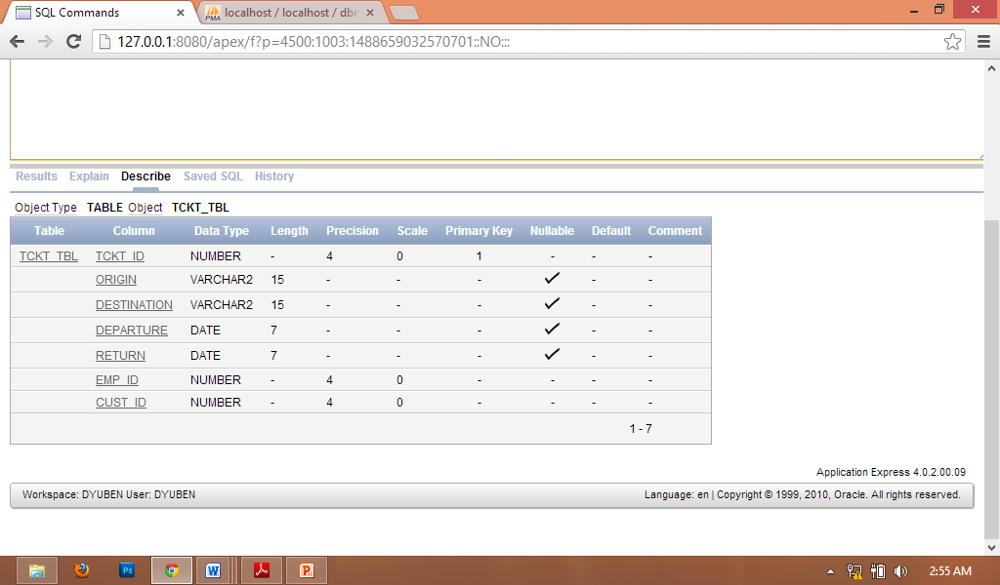 SQL Commands
PMA localhost / localhost / dbr
127.0.0.1:8080/apex/f?p=4500:1003:1488659032570701::NO:::
Results Explain Describe Saved SQL History
Object Type TABLE Object TCKT_TBL
Table Column Data Type Length Precision Scale Primary Key Nullable Default Comment
TCKT_TBL TCKT_ID NUMBER - 4 0 1 - - -
ORIGIN VARCHAR2 15 - - - ✓ - -
DESTINATION VARCHAR2 15 - - - ✓ - -
DEPARTURE DATE 7 - - - ✓ - -
RETURN DATE 7 - - - ✓ - -
EMP_ID NUMBER - 4 0 - - - -
CUST_ID NUMBER - 4 0 - - - -
1 - 7
Application Express 4.0.2.00.09
Workspace: DYUBEN User: DYUBEN
Language: en | Copyright © 1999, 2010, Oracle. All rights reserved.
Ps W P
2:55 AM